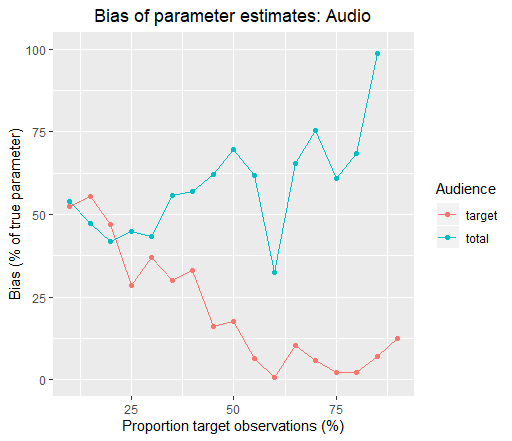 Bias of parameter estimates: Audio
100
75
50
25
0
Bias (% of true parameter)
25
50
75
Proportion target observations (%)
Audience
target
total